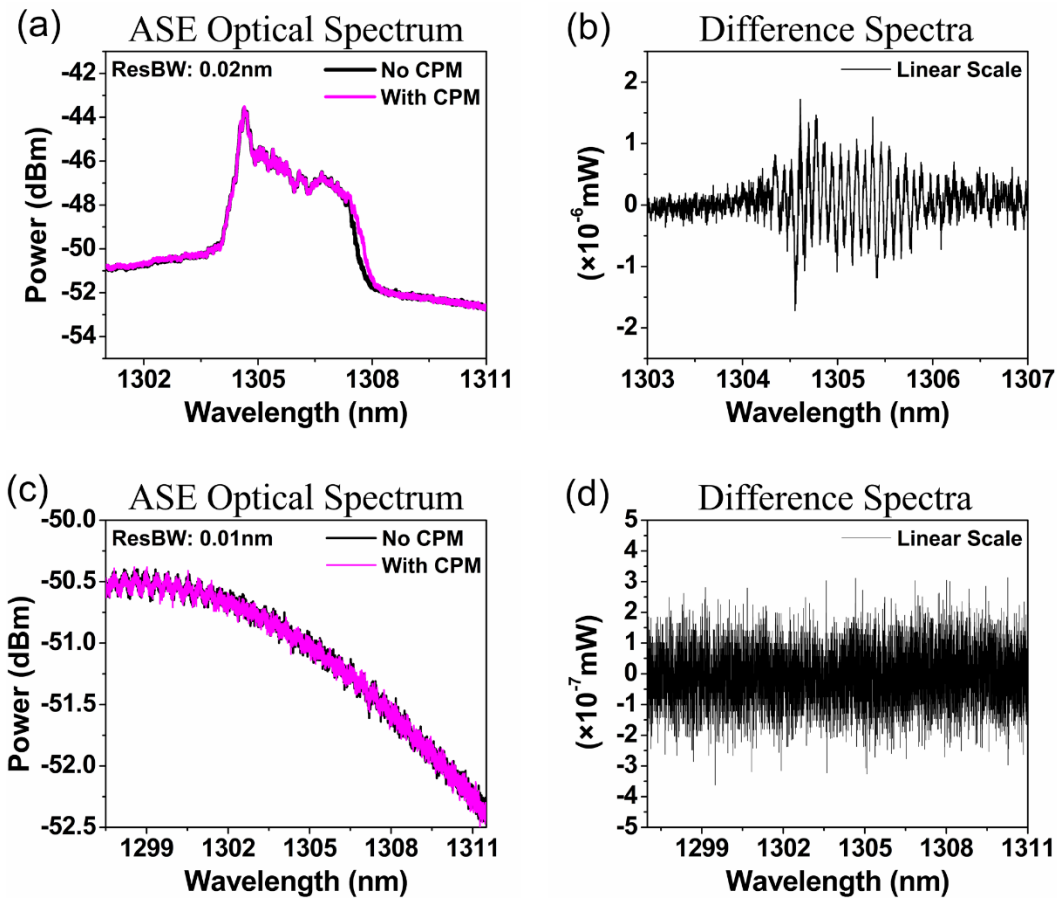 (a) ASE Optical Spectrum
ResBW: 0.02nm
No CPM
With CPM
-42
-44
-46
-48
-50
-52
-54
Power (dBm)
1302 1305 1308 1311
Wavelength (nm)
(b) Difference Spectra
Linear Scale
2
1
0
-1
-2
(×10⁻⁶mW)
1303 1304 1305 1306 1307
Wavelength (nm)
(c) ASE Optical Spectrum
ResBW: 0.01nm
No CPM
With CPM
-50.0
-50.5
-51.0
-51.5
-52.0
-52.5
Power (dBm)
1299 1302 1305 1308 1311
Wavelength (nm)
(d) Difference Spectra
Linear Scale
5
4
3
2
1
0
-1
-2
-3
-4
-5
(×10⁻⁷mW)
1299 1302 1305 1308 1311
Wavelength (nm)